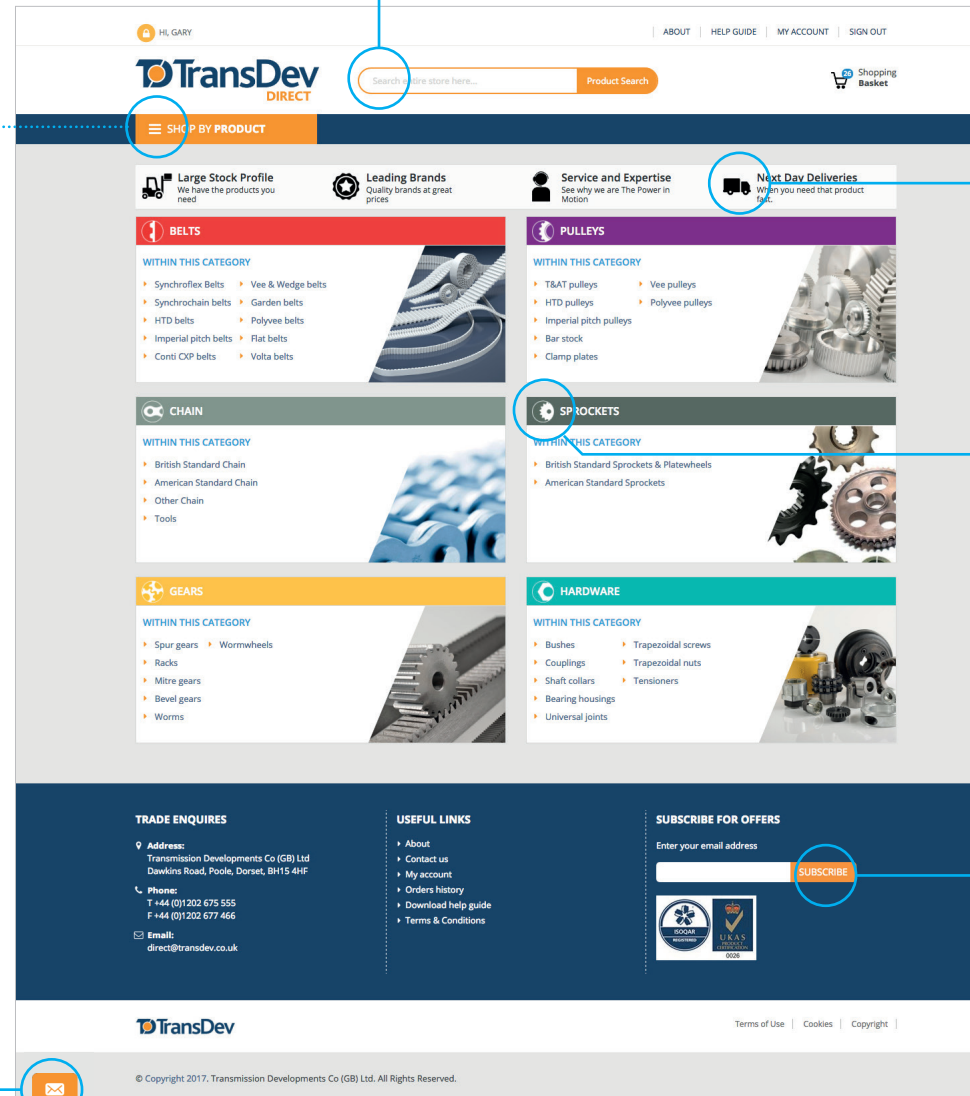 HI, GARY
ABOUT | HELP GUIDE | MY ACCOUNT | SIGN OUT
TransDev
DIRECT
Search entire store here...
Product Search
26
Shopping
Basket
SHOP BY PRODUCT
Large Stock Profile
We have the products you
need
Leading Brands
Quality brands at great
prices
Service and Expertise
See why we are The Power in
Motion
Next Day Deliveries
When you need that product
fast.
BELTS
WITHIN THIS CATEGORY
Synchroflex Belts
Vee & Wedge belts
Synchrochain belts
Garden belts
HTD belts
Polyvee belts
Imperial pitch belts
Flat belts
Conti CXP belts
Volta belts
PULLEYS
WITHIN THIS CATEGORY
T&AT pulleys
Vee pulleys
HTD pulleys
Polyvee pulleys
Imperial pitch pulleys
Bar stock
Clamp plates
CHAIN
WITHIN THIS CATEGORY
British Standard Chain
American Standard Chain
Other Chain
Tools
SPROCKETS
WITHIN THIS CATEGORY
British Standard Sprockets & Platewheels
American Standard Sprockets
GEARS
WITHIN THIS CATEGORY
Spur gears
Wormwheels
Racks
Mitre gears
Bevel gears
Worms
HARDWARE
WITHIN THIS CATEGORY
Bushes
Trapezoidal screws
Couplings
Trapezoidal nuts
Shaft collars
Tensioners
Bearing housings
Universal joints
TRADE ENQUIRES
Address:
Transmission Developments Co (GB) Ltd
Dawkins Road, Poole, Dorset, BH15 4HF
Phone:
T +44 (0)1202 675 555
F +44 (0)1202 677 466
Email:
direct@transdev.co.uk
USEFUL LINKS
About
Contact us
My account
Orders history
Download help guide
Terms & Conditions
SUBSCRIBE FOR OFFERS
Enter your email address
SUBSCRIBE
ISOQAR
REGISTERED
UKAS
PRODUCT
CERTIFICATION
0026
TransDev
Terms of Use | Cookies | Copyright |
© Copyright 2017. Transmission Developments Co (GB) Ltd. All Rights Reserved.